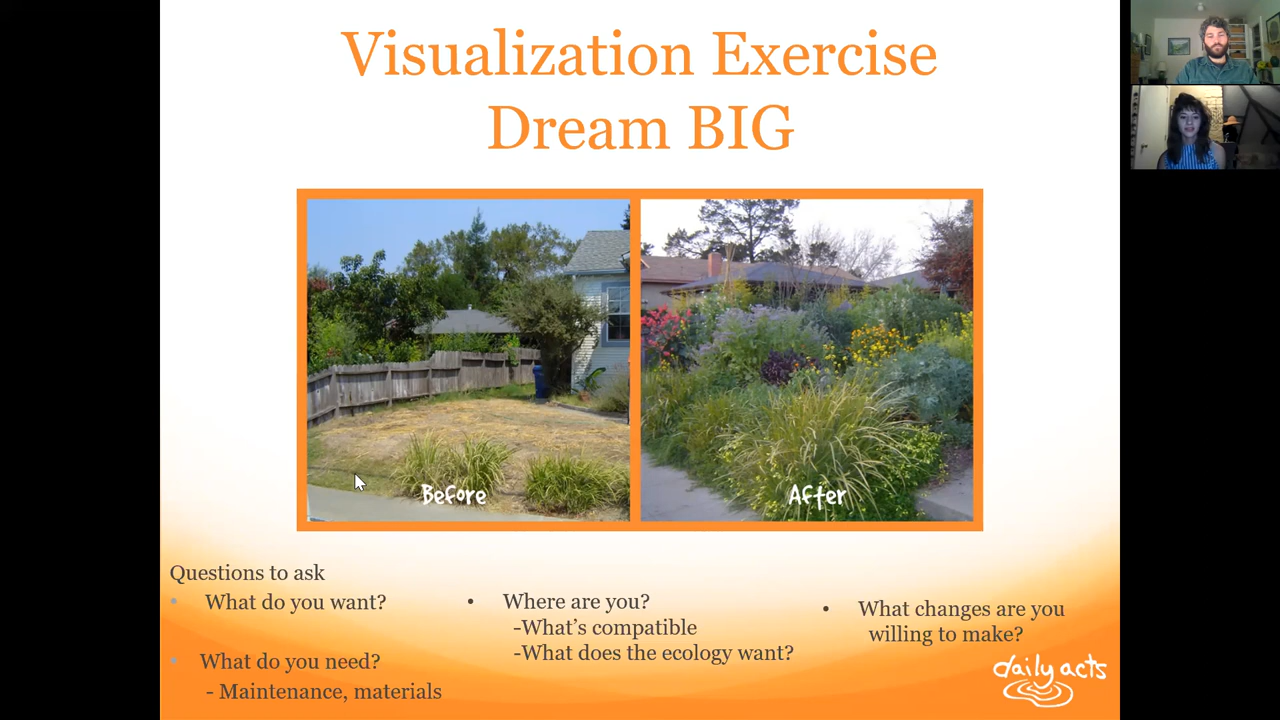 Visualization Exercise
Dream BIG
Before
After
Questions to ask
• What do you want?
• What do you need?
- Maintenance, materials
• Where are you?
-What’s compatible
-What does the ecology want?
• What changes are you
willing to make?
daily acts